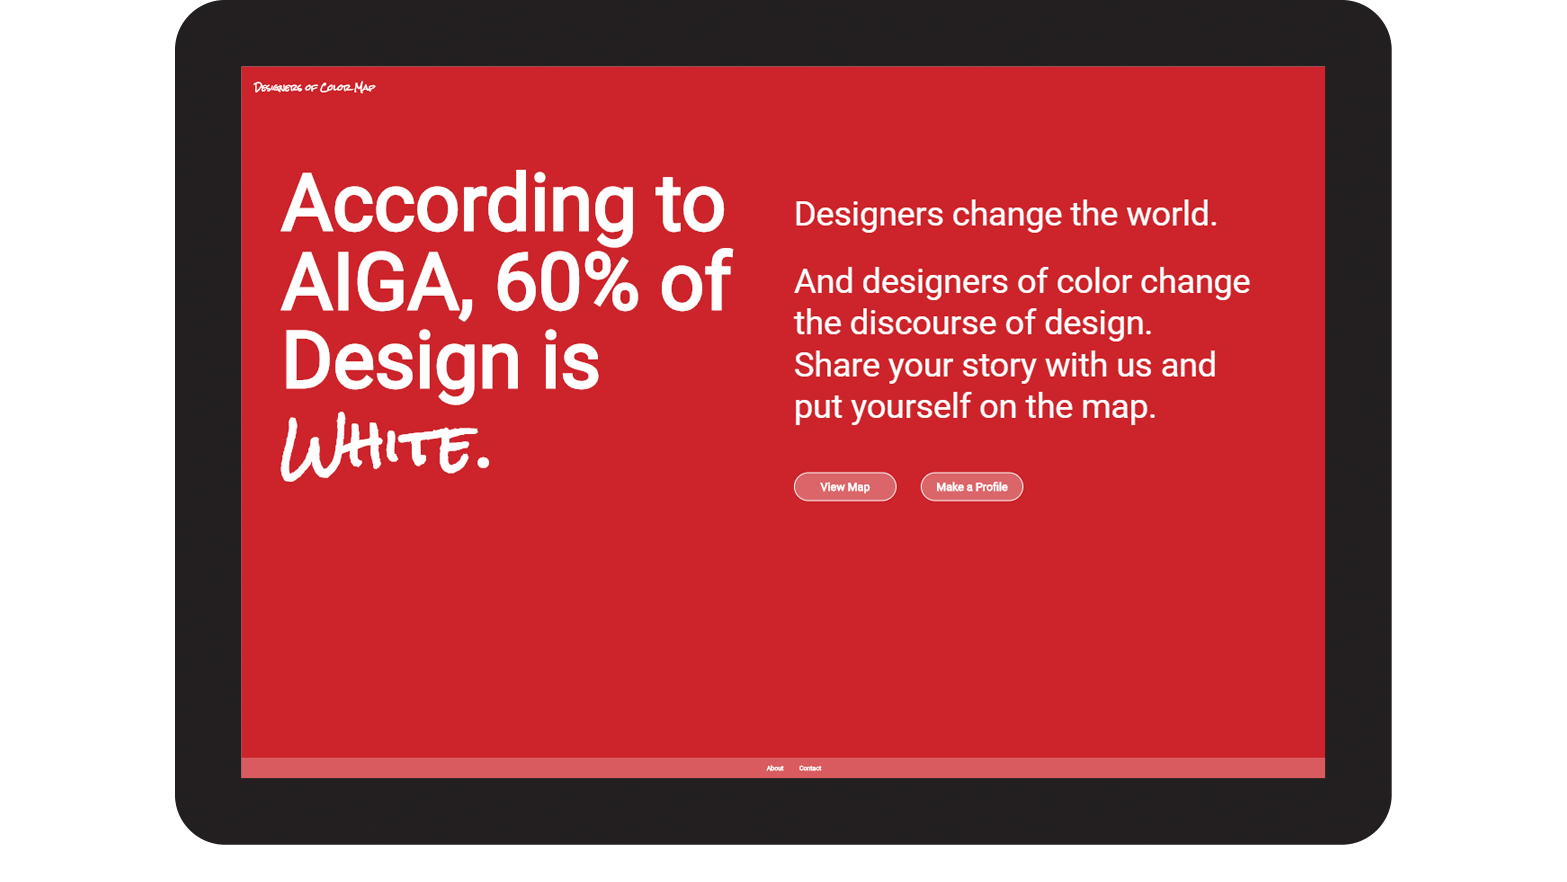 Designers of Color Map
According to
AIGA, 60% of
Design is
White.
Designers change the world.
And designers of color change
the discourse of design.
Share your story with us and
put yourself on the map.
View Map
Make a Profile
About
Contact